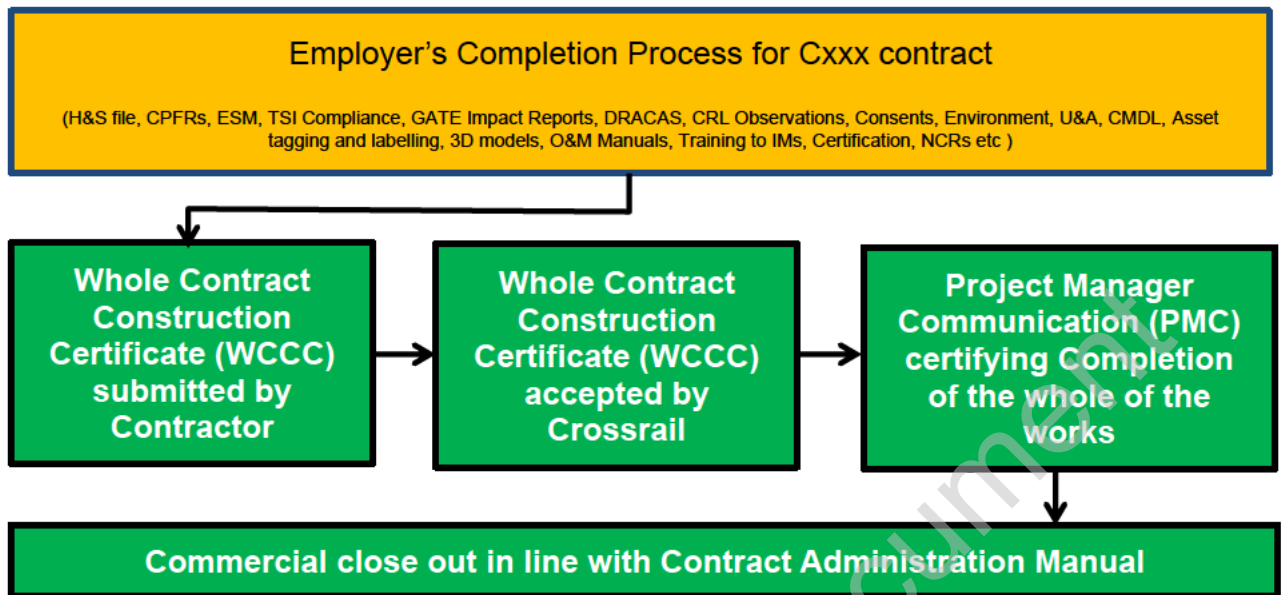 Employer's Completion Process for Cxxx contract
(H&S file, CPFRs, ESM, TSI Compliance, GATE Impact Reports, DRACAS, CRL Observations, Consents, Environment, U&A, CMDL, Asset
tagging and labelling, 3D models, O&M Manuals, Training to IMs, Certification, NCRs etc )
Whole Contract
Construction
Certificate (WCCC)
submitted by
Contractor
Whole Contract
Construction
Certificate (WCCC)
accepted by
Crossrail
Project Manager
Communication (PMC)
certifying Completion
of the whole of the
works
Commercial close out in line with Contract Administration Manual